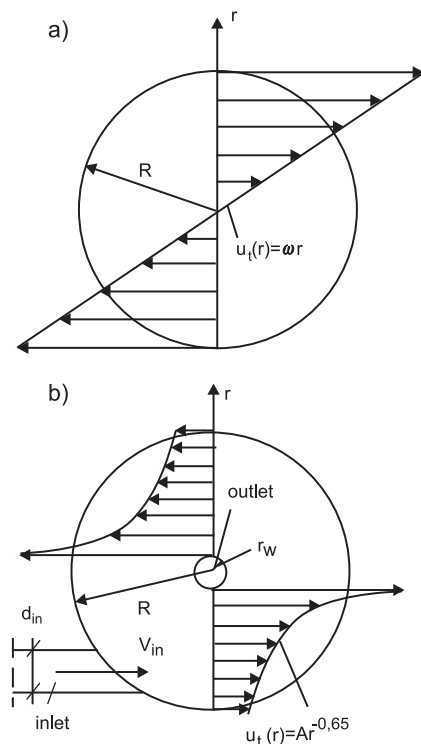 a)
r
R
u_t(r)=ωr
b)
r
outlet
r_w
R
d_in
V_in
inlet
u_t(r)=Ar^-0,65